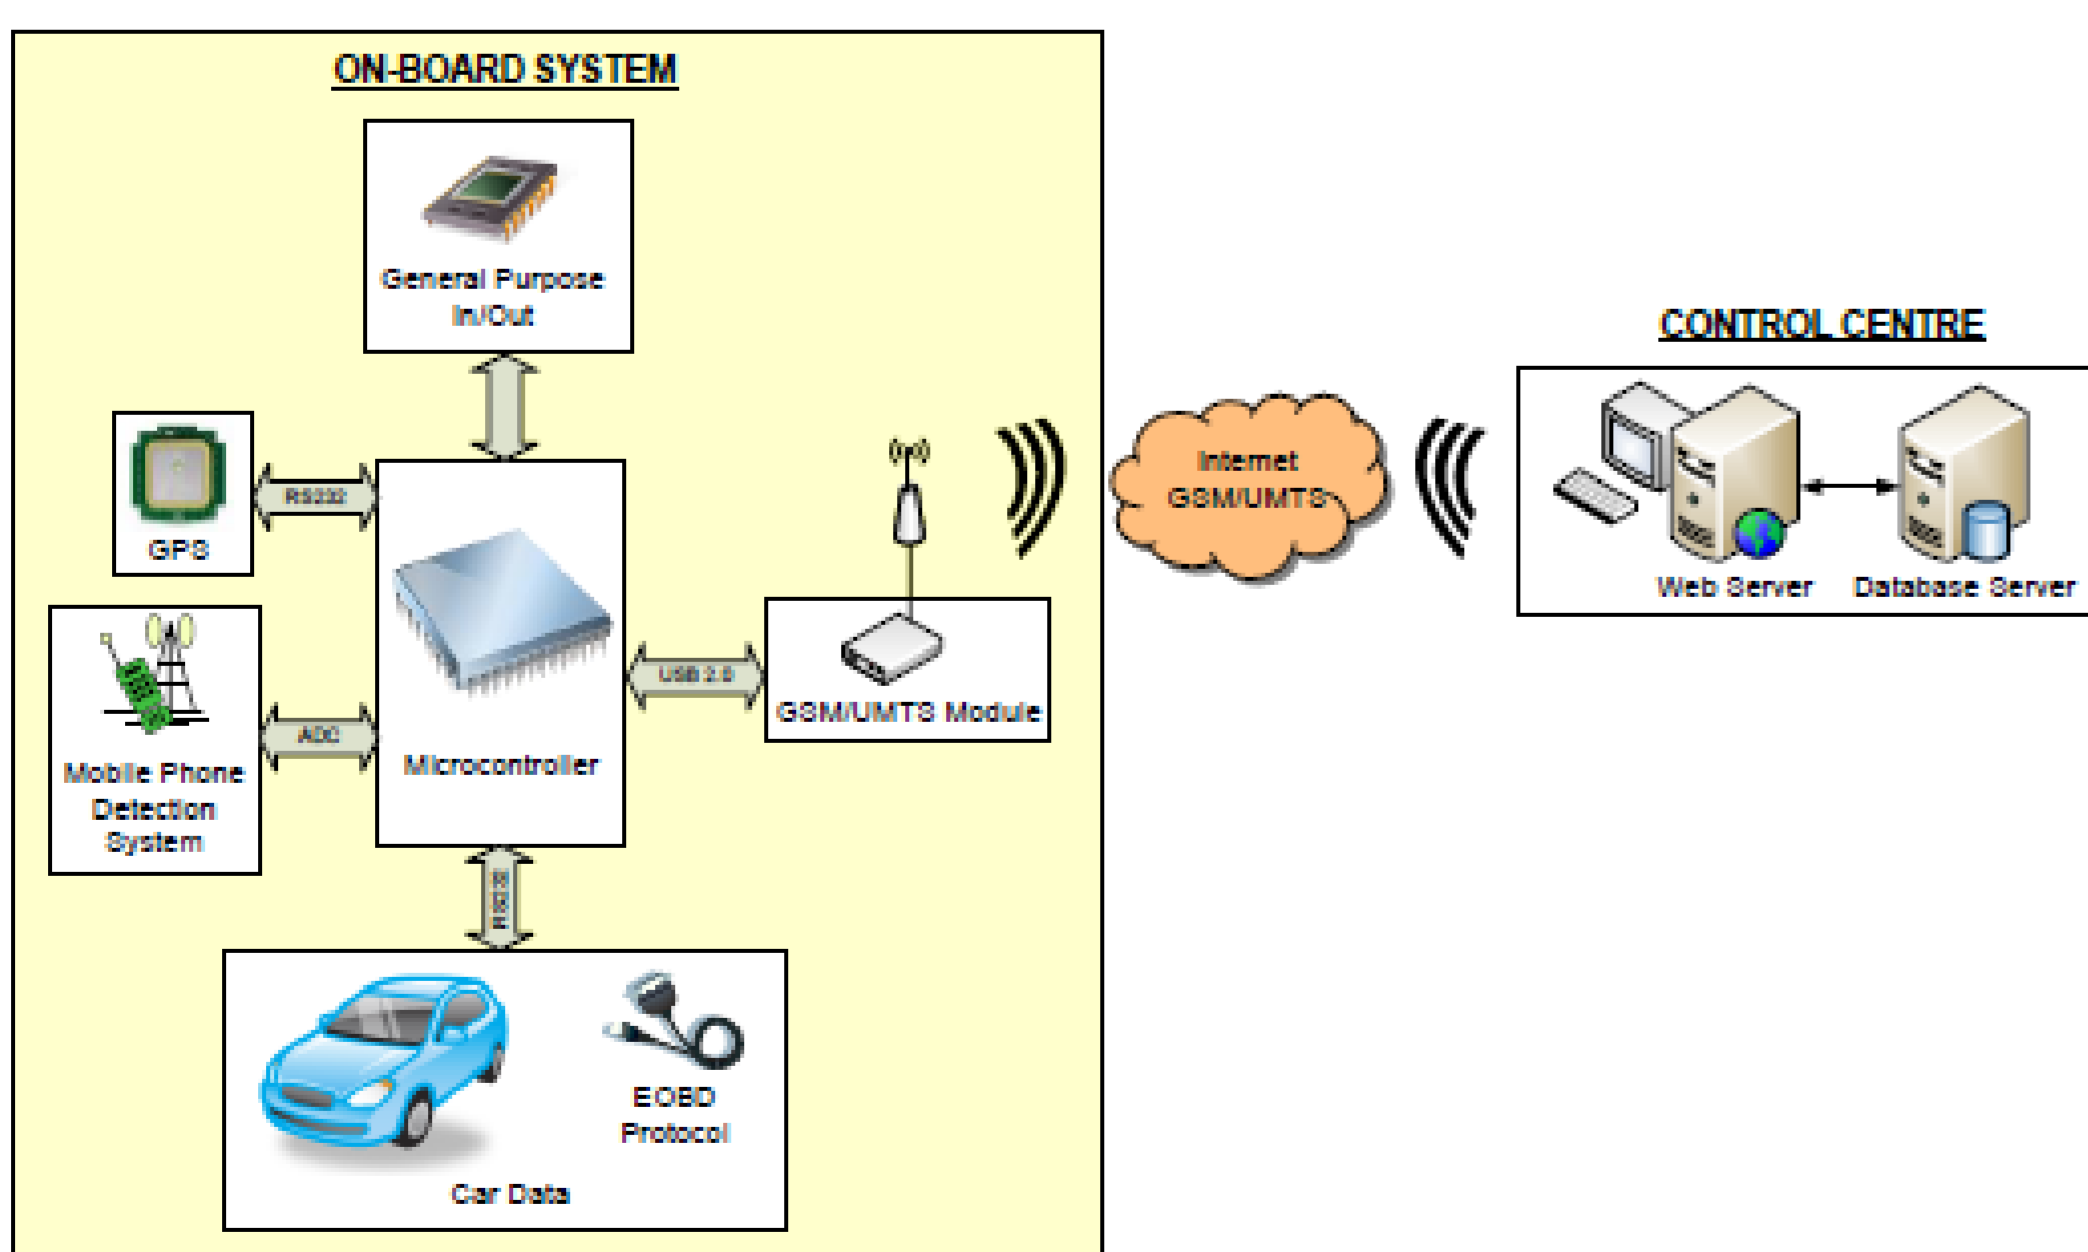 ON-BOARD SYSTEM
General Purpose
In/Out
CONTROL CENTRE
GPS
RS232
Internet
GSM/UMTS
Web Server
Database Server
Mobile Phone
Detection
System
ADC
Microcontroller
USB 2.0
GSM/UMTS Module
RS232
EOBD
Protocol
Car Data